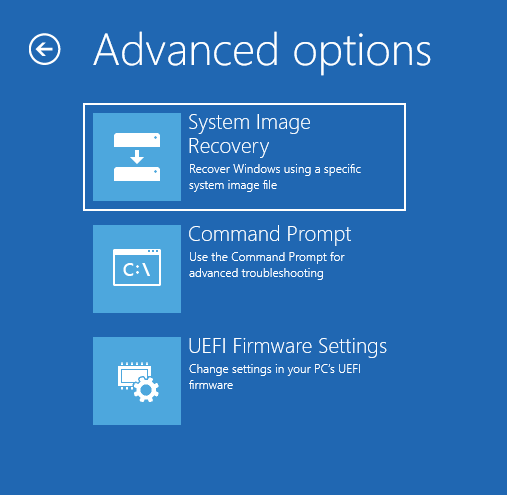 Advanced options
System Image
Recovery
Recover Windows using a specific
system image file
C:\
Command Prompt
Use the Command Prompt for
advanced troubleshooting
UEFI Firmware Settings
Change settings in your PC's UEFI
firmware